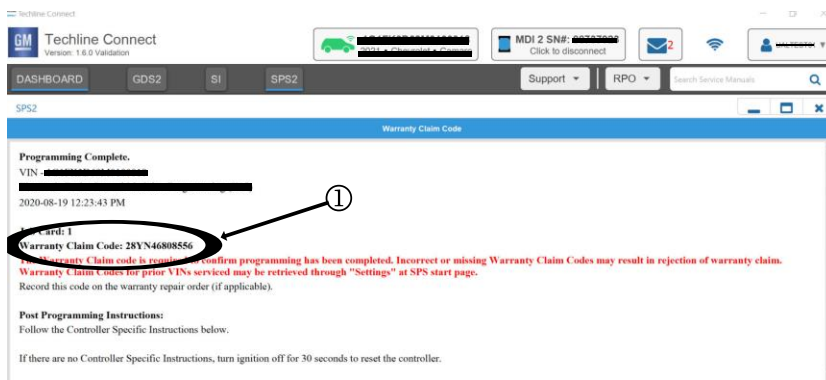 Techline Connect
GM Techline Connect
Version: 1.6.0 Validation
2021 • Chevrolet • Camaro
MDI 2 SN#:
Click to disconnect
2
DASHBOARD GDS2 SI SPS2 Support RPO Search Service Manuals
SPS2
Warranty Claim Code
Programming Complete.
VIN -
2020-08-19 12:23:43 PM
①
Card: 1
Warranty Claim Code: 28YN46808556
The Warranty Claim code is required to confirm programming has been completed. Incorrect or missing Warranty Claim Codes may result in rejection of warranty claim.
Warranty Claim Codes for prior VINs serviced may be retrieved through "Settings" at SPS start page.
Record this code on the warranty repair order (if applicable).
Post Programming Instructions:
Follow the Controller Specific Instructions below.
If there are no Controller Specific Instructions, turn ignition off for 30 seconds to reset the controller.